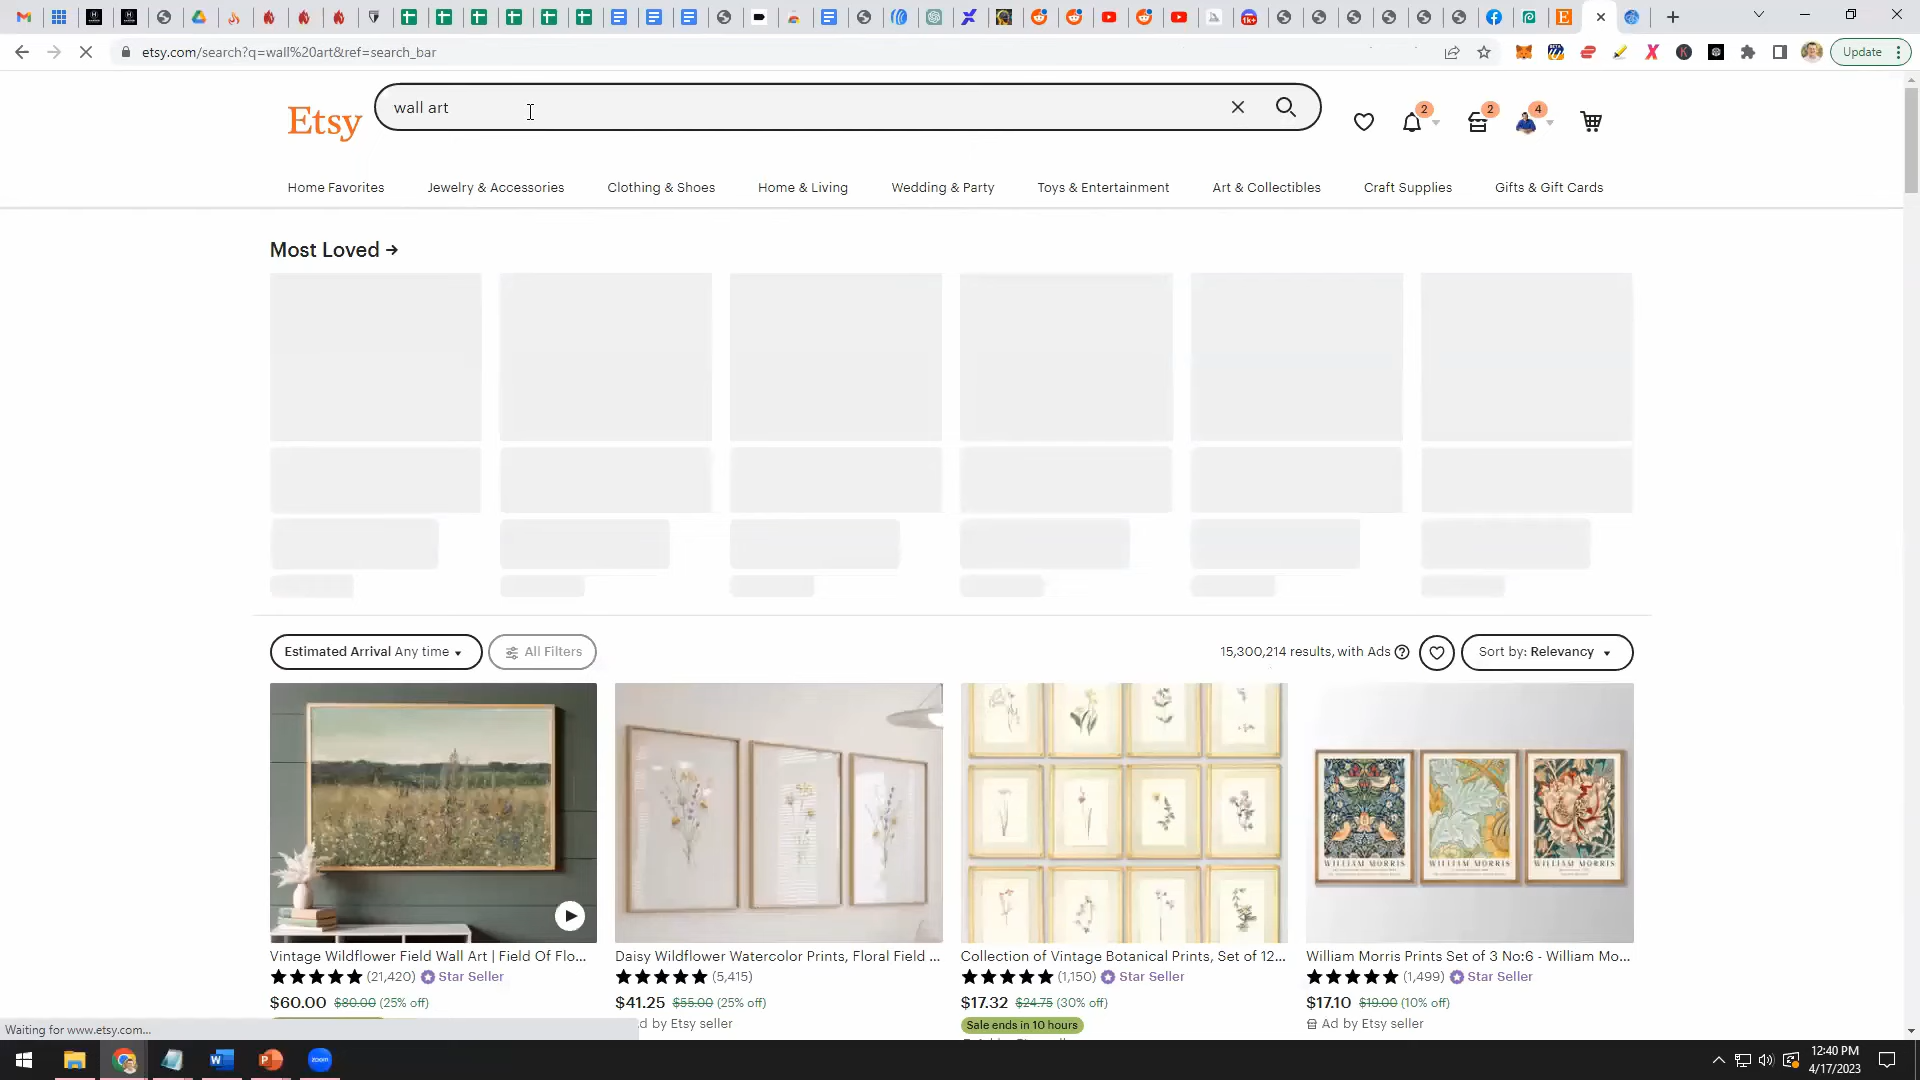 etsy.com/search?q=wall%20art&ref=search_bar
Update
Etsy
wall art
2
2
4
Home Favorites
Jewelry & Accessories
Clothing & Shoes
Home & Living
Wedding & Party
Toys & Entertainment
Art & Collectibles
Craft Supplies
Gifts & Gift Cards
Most Loved →
Estimated Arrival Any time
All Filters
15,300,214 results, with Ads
Sort by: Relevancy
WILLIAM MORRIS
WILLIAM MORRIS
WILLIAM MORRIS
Vintage Wildflower Field Wall Art | Field Of Flo...
(21,420) Star Seller
$60.00 $80.00 (25% off)
Daisy Wildflower Watercolor Prints, Floral Field ...
(5,415)
$41.25 $55.00 (25% off)
d by Etsy seller
Collection of Vintage Botanical Prints, Set of 12...
(1,150) Star Seller
$17.32 $24.75 (30% off)
Sale ends in 10 hours
William Morris Prints Set of 3 No:6 - William Mo...
(1,499) Star Seller
$17.10 $19.00 (10% off)
Ad by Etsy seller
Waiting for www.etsy.com...
zoom
12:40 PM
4/17/2023